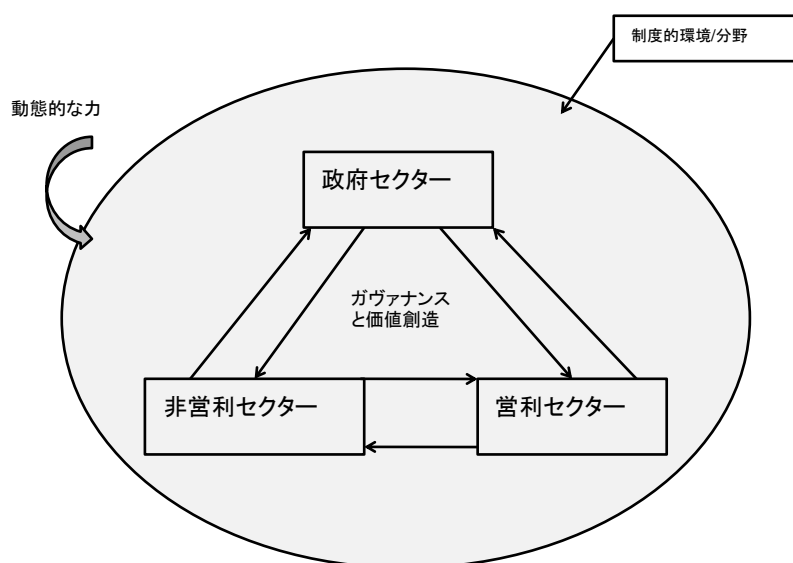 制度的環境/分野
動態的な力
政府セクター
ガヴァナンス
と価値創造
非営利セクター
営利セクター